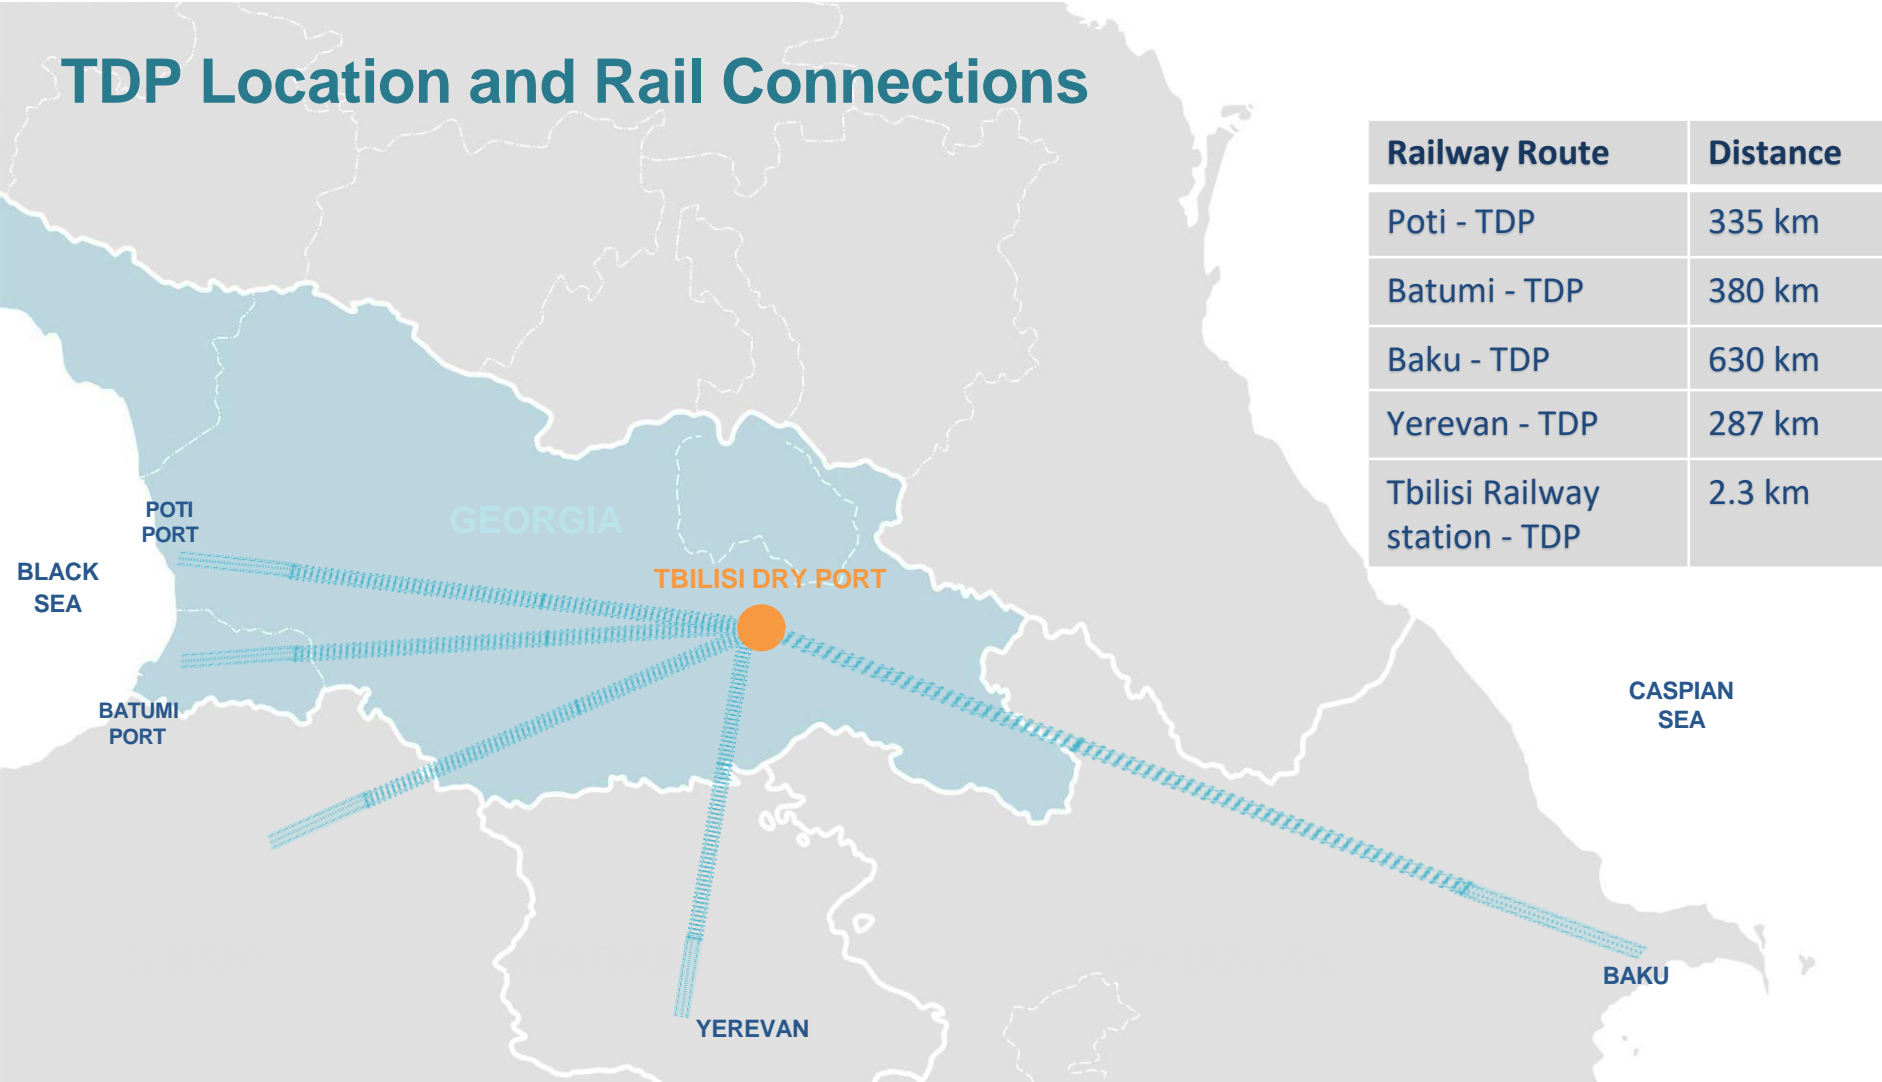 TDP Location and Rail Connections
Railway Route Distance
Poti - TDP 335 km
Batumi - TDP 380 km
Baku - TDP 630 km
Yerevan - TDP 287 km
Tbilisi Railway 2.3 km
station - TDP
POTI
PORT
GEORGIA
BLACK
SEA
TBILISI DRY PORT
BATUMI
PORT
CASPIAN
SEA
BAKU
YEREVAN